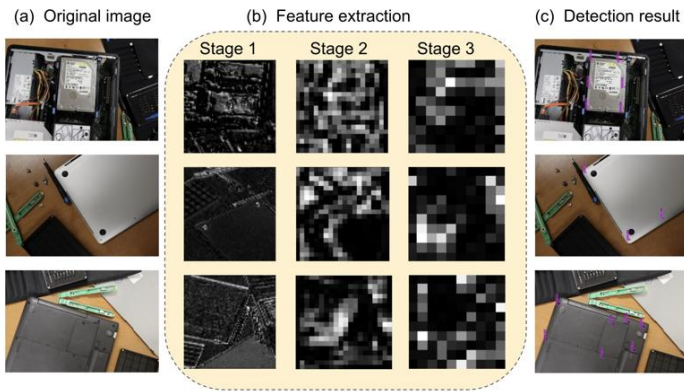 (a) Original image
(b) Feature extraction
(c) Detection result
Stage 1
Stage 2
Stage 3